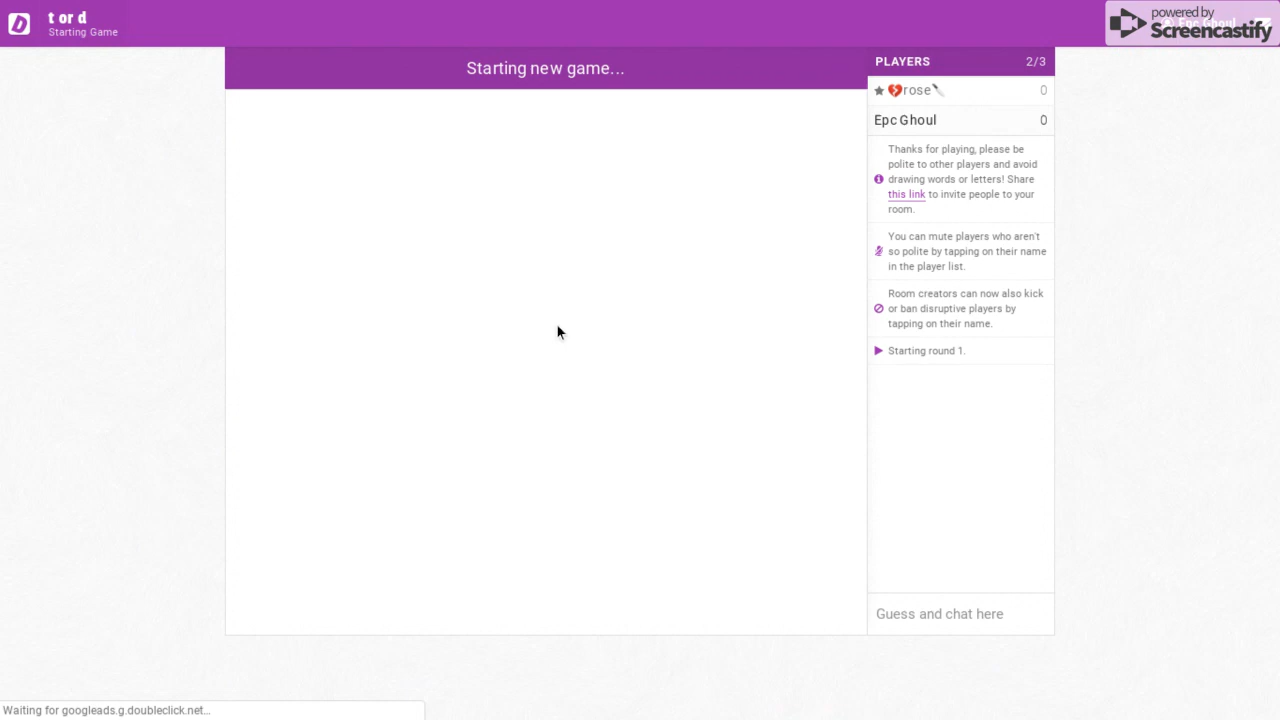 t or d
Starting Game
powered by
Screencastify
Starting new game...
PLAYERS 2/3
💔rose🔪 0
Epc Ghoul 0
Thanks for playing, please be
polite to other players and avoid
drawing words or letters! Share
this link to invite people to your
room.
You can mute players who aren't
so polite by tapping on their name
in the player list.
Room creators can now also kick
or ban disruptive players by
tapping on their name.
Starting round 1.
Guess and chat here
Waiting for googleads.g.doubleclick.net...